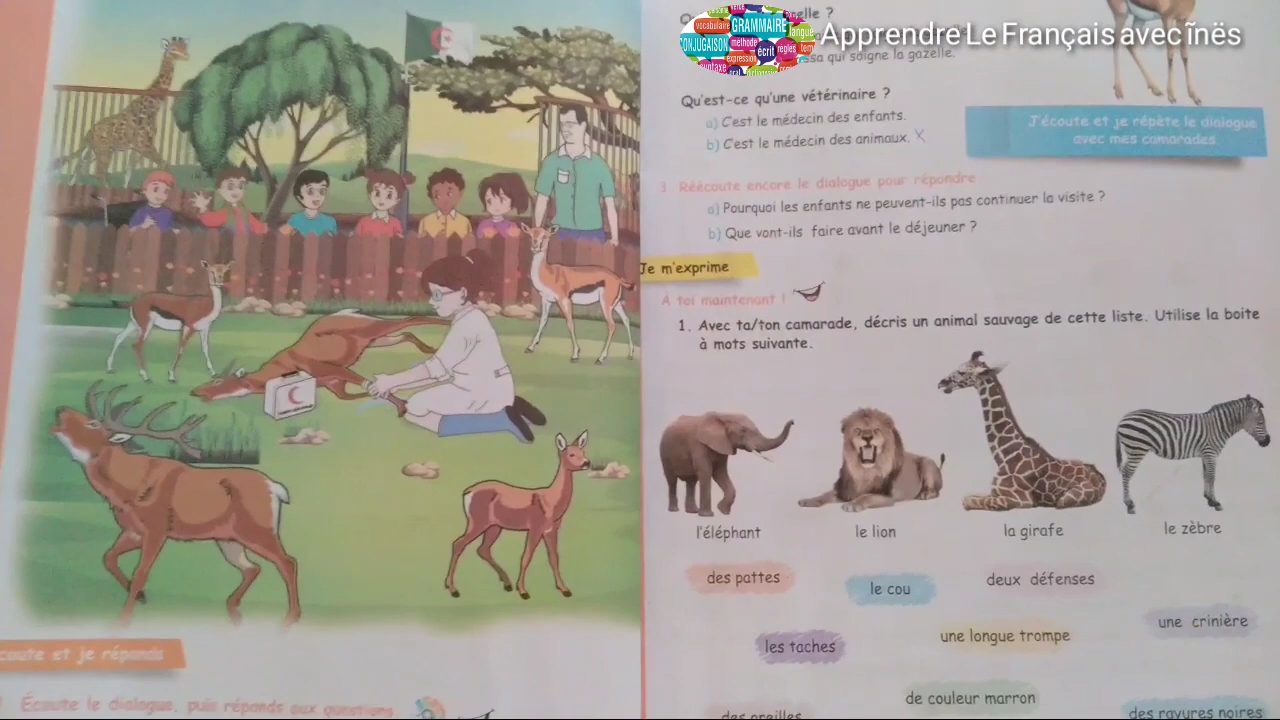 coute et je réponds
Écoute le dialogue, puis réponds aux questions.
GRAMMAIRE
vocabulaire
CONJUGAISON
langue
méthode
écrit
règles
expression
syntaxe
Apprendre Le Français avec ĩnës
elle ?
ssa qui soigne la gazelle.
Qu'est-ce qu'une vétérinaire ?
a) C'est le médecin des enfants.
b) C'est le médecin des animaux. X
J'écoute et je répète le dialogue
avec mes camarades.
3 Réécoute encore le dialogue pour répondre
a) Pourquoi les enfants ne peuvent-ils pas continuer la visite ?
b) Que vont-ils faire avant le déjeuner ?
Je m'exprime
À toi maintenant !
1. Avec ta/ton camarade, décris un animal sauvage de cette liste. Utilise la boite
à mots suivante.
l'éléphant le lion la girafe le zèbre
des pattes le cou deux défenses
les taches une longue trompe une crinière
des oreilles de couleur marron des rayures noires